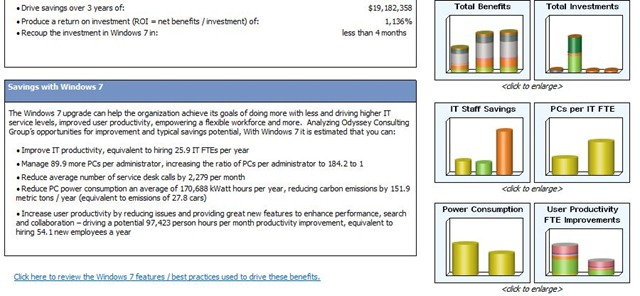 • Drive savings over 3 years of: $19,182,358
• Produce a return on investment (ROI = net benefits / investment) of: 1,136%
• Recoup the investment in Windows 7 in: less than 4 months
Savings with Windows 7
The Windows 7 upgrade can help the organization achieve its goals of doing more with less and driving higher IT
service levels, improved user productivity, empowering a flexible workforce and more. Analyzing Odyssey Consulting
Group's opportunities for improvement and typical savings potential, With Windows 7 it is estimated that you can:
• Improve IT productivity, equivalent to hiring 25.9 IT FTEs per year
• Manage 89.9 more PCs per administrator, increasing the ratio of PCs per administrator to 184.2 to 1
• Reduce average number of service desk calls by 2,279 per month
• Reduce PC power consumption an average of 170,688 kWatt hours per year, reducing carbon emissions by 151.9
metric tons / year (equivalent to emissions of 27.8 cars)
• Increase user productivity by reducing issues and providing great new features to enhance performance, search
and collaboration – driving a potential 97,423 person hours per month productivity improvement, equivalent to
hiring 54.1 new employees a year
Click here to review the Windows 7 features / best practices used to drive these benefits.
Total Benefits
Total Investments
<click to enlarge>
IT Staff Savings
PCs per IT FTE
<click to enlarge>
Power Consumption
User Productivity
FTE Improvements
<click to enlarge>